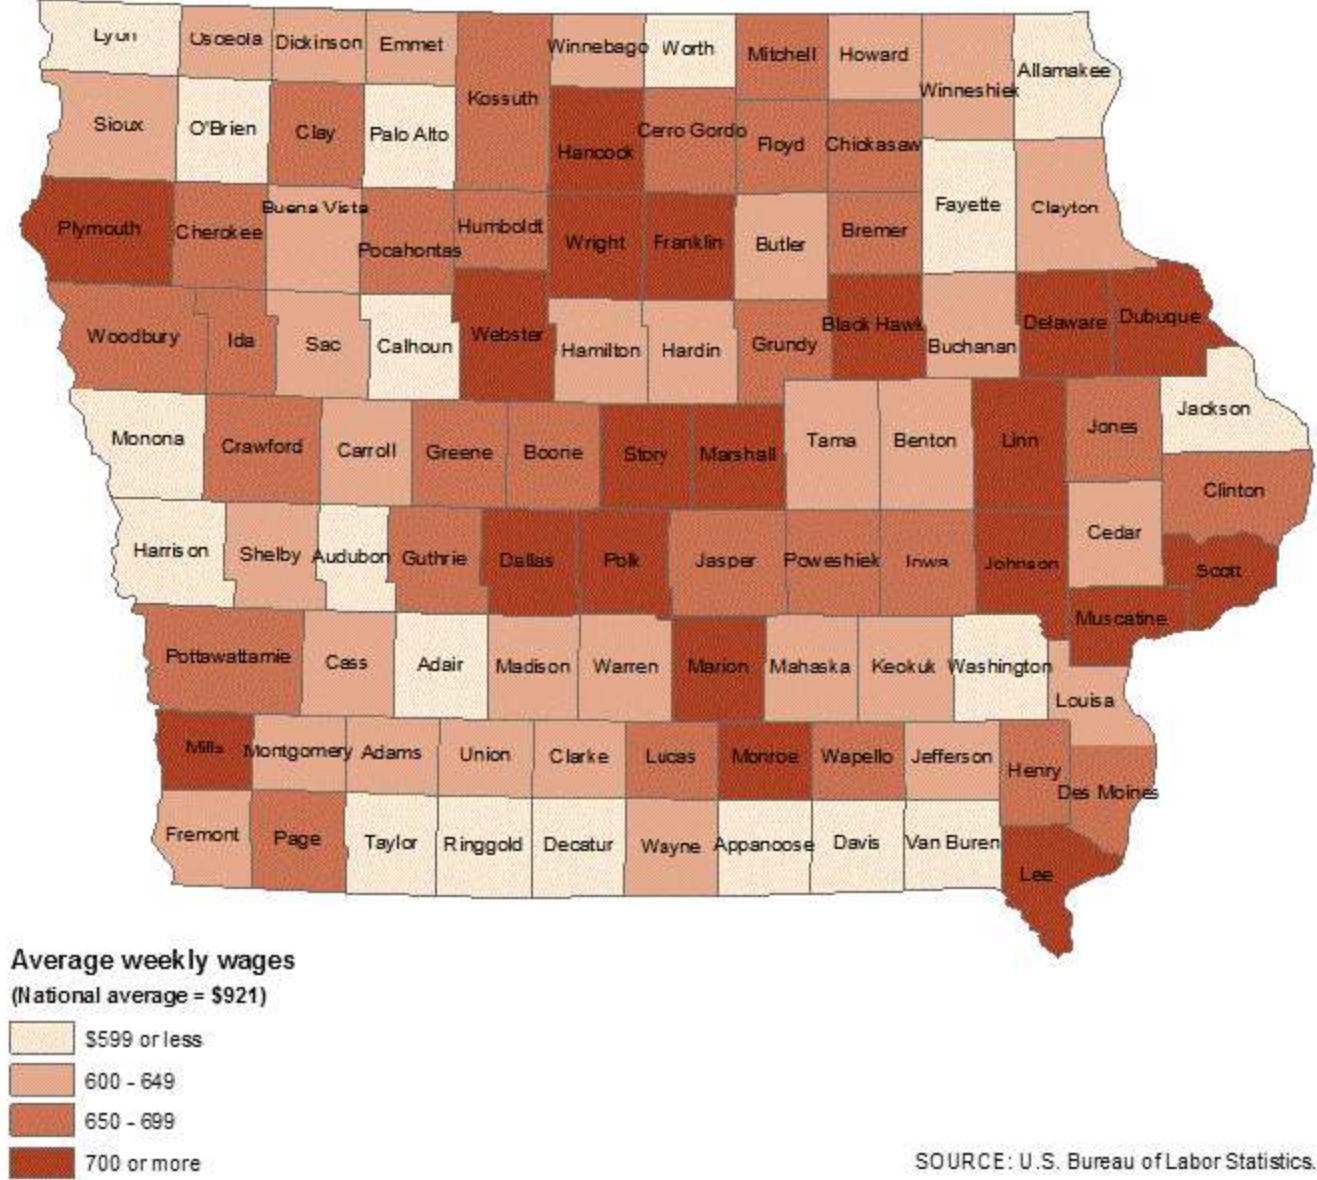 Lyon
Osceola
Dickinson
Emmet
Winnebago
Worth
Mitchell
Howard
Winneshiek
Allamakee
Kossuth
Sioux
O'Brien
Clay
Palo Alto
Hancock
Cerro Gordo
Floyd
Chickasaw
Fayette
Clayton
Plymouth
Cherokee
Buena Vista
Pocahontas
Humboldt
Wright
Franklin
Butler
Bremer
Woodbury
Ida
Sac
Calhoun
Webster
Hamilton
Hardin
Grundy
Black Hawk
Buchanan
Delaware
Dubuque
Monona
Crawford
Carroll
Greene
Boone
Story
Marshall
Tama
Benton
Linn
Jones
Jackson
Clinton
Harrison
Shelby
Audubon
Guthrie
Dallas
Polk
Jasper
Poweshiek
Iowa
Johnson
Cedar
Scott
Muscatine
Pottawattamie
Cass
Adair
Madison
Warren
Marion
Mahaska
Keokuk
Washington
Louisa
Mills
Montgomery
Adams
Union
Clarke
Lucas
Monroe
Wapello
Jefferson
Henry
Des Moines
Fremont
Page
Taylor
Ringgold
Decatur
Wayne
Appanoose
Davis
Van Buren
Lee
Average weekly wages
(National average = $921)
$599 or less
600 - 649
650 - 699
700 or more
SOURCE: U.S. Bureau of Labor Statistics.